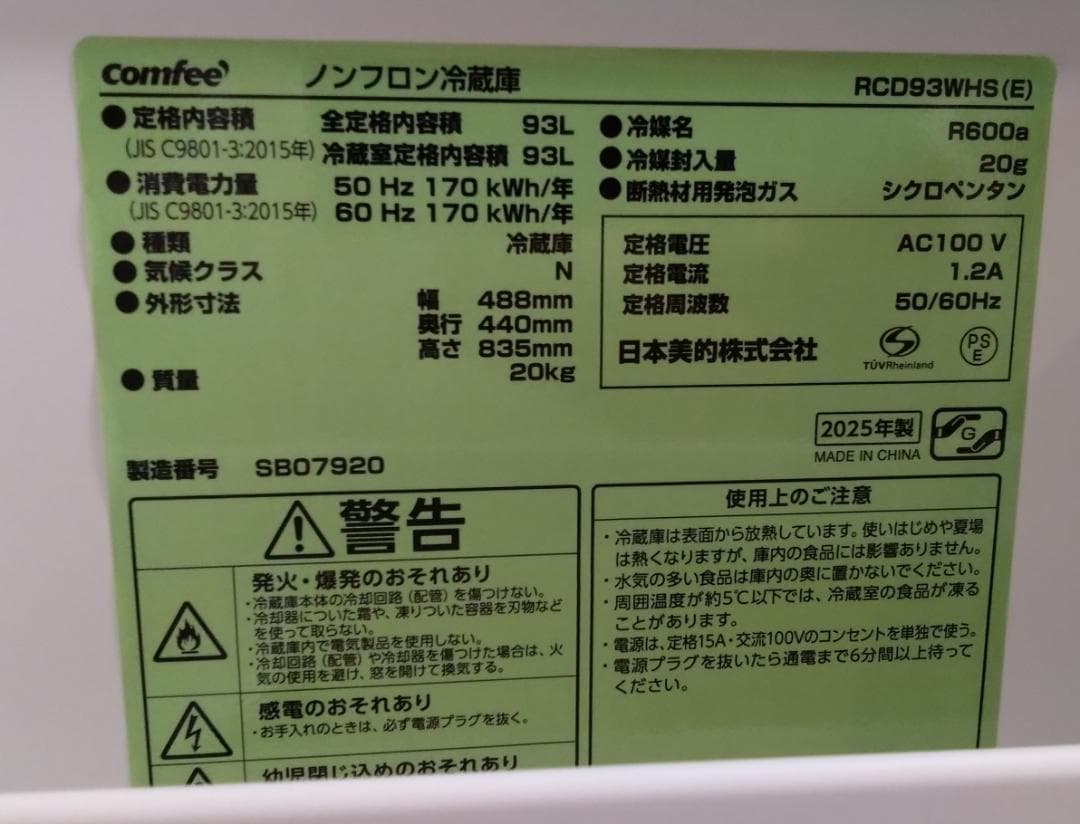 comfee' ノンフロン冷蔵庫 RCD93WHS(E)
●定格内容積 全定格内容積 93L
(JIS C9801-3:2015年) 冷蔵室定格内容積 93L
●消費電力量 50 Hz 170 kWh/年
(JIS C9801-3:2015年) 60 Hz 170 kWh/年
●種類 冷蔵庫
●気候クラス N
●外形寸法 幅 488mm
奥行 440mm
高さ 835mm
●質量 20kg
●冷媒名 R600a
●冷媒封入量 20g
●断熱材用発泡ガス シクロペンタン
定格電圧 AC100 V
定格電流 1.2A
定格周波数 50/60Hz
日本美的株式会社 TÜVRheinland PS E
2025年製 G
MADE IN CHINA
製造番号 SB07920
警告
発火・爆発のおそれあり
・冷蔵庫本体の冷却回路(配管)を傷つけない。
・冷却器についた霜や、凍りついた容器を刃物など
を使って取らない。
・冷蔵庫内で電気製品を使用しない。
・冷却回路(配管)や冷却器を傷つけた場合は、火
気の使用を避け、窓を開けて換気する。
感電のおそれあり
・お手入れのときは、必ず電源プラグを抜く。
幼児閉じ込めのおそれあり
使用上のご注意
・冷蔵庫は表面から放熱しています。使いはじめや夏場
は熱くなりますが、庫内の食品には影響ありません。
・水気の多い食品は庫内の奥に置かないでください。
・周囲温度が約5℃以下では、冷蔵室の食品が凍る
ことがあります。
・電源は、定格15A・交流100Vのコンセントを単独で使う。
・電源プラグを抜いたら通電まで6分間以上待って
ください。